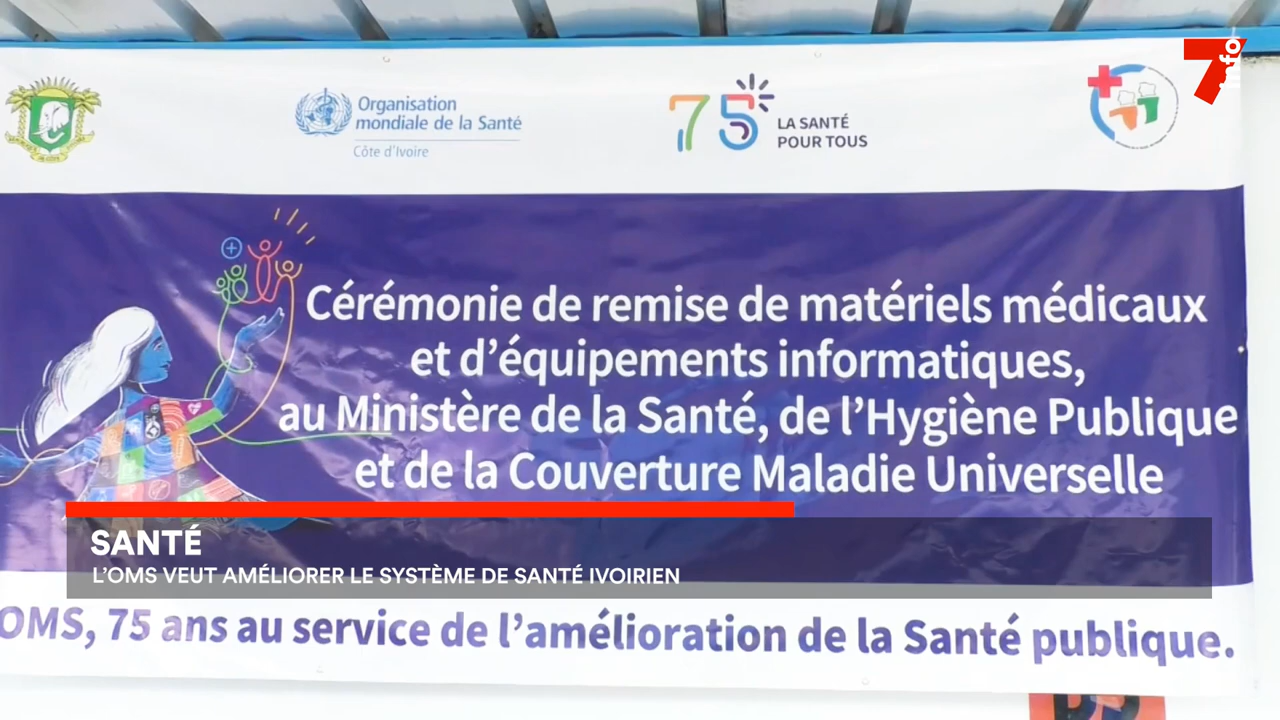 7info
Organisation
mondiale de la Santé
Côte d'Ivoire
75
LA SANTÉ
POUR TOUS
Cérémonie de remise de matériels médicaux
et d'équipements informatiques,
au Ministère de la Santé, de l'Hygiène Publique
et de la Couverture Maladie Universelle
SANTÉ
L'OMS VEUT AMÉLIORER LE SYSTÈME DE SANTÉ IVOIRIEN
OMS, 75 ans au service de l'amélioration de la Santé publique.